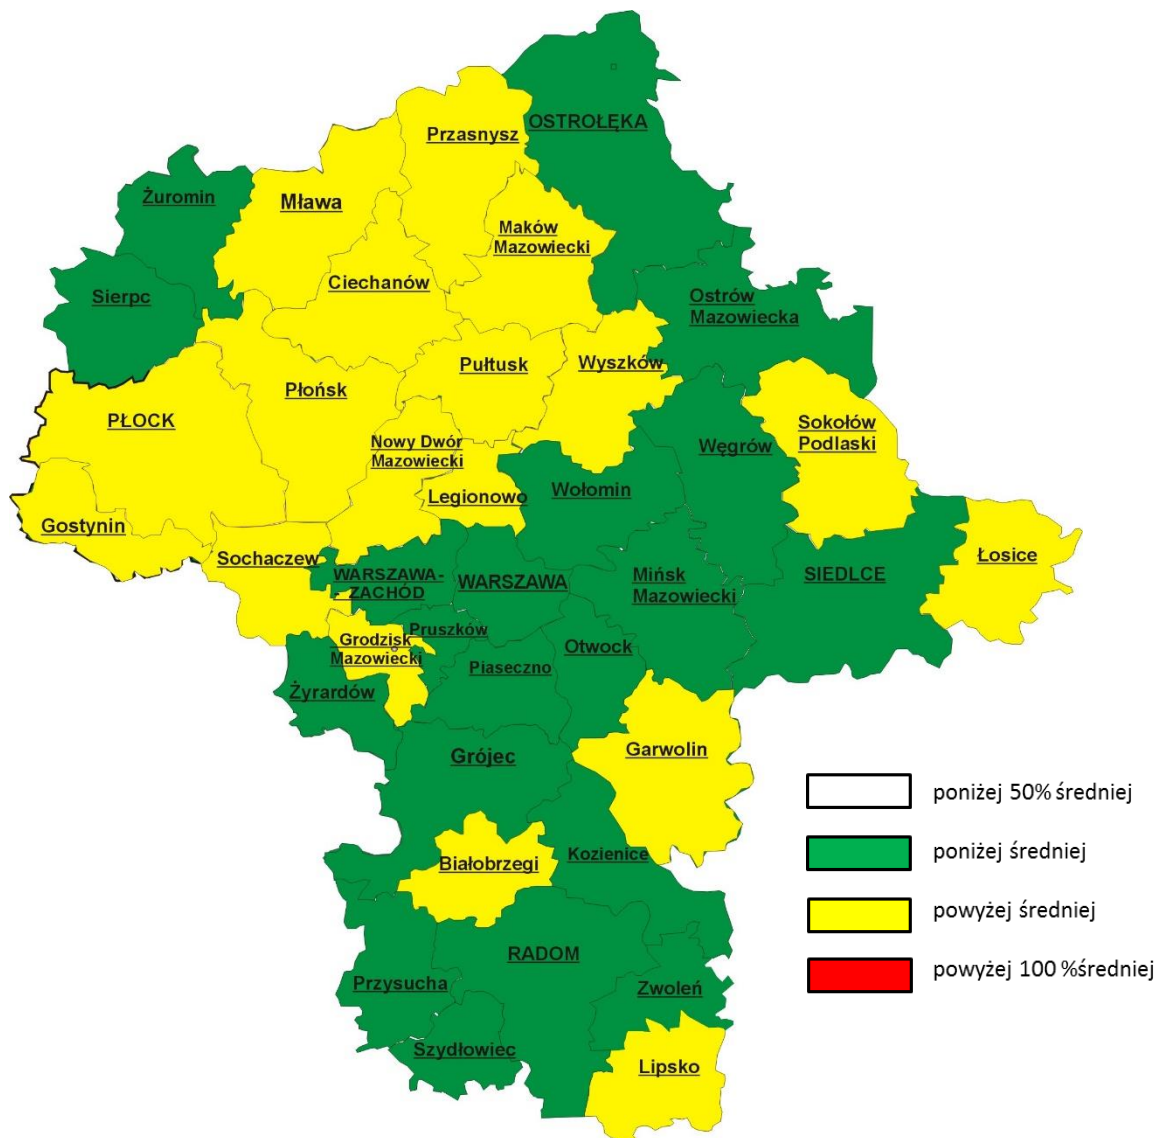 OSTROŁĘKA
Przasnysz
Żuromin
Mława
Maków
Mazowiecki
Ciechanów
Sierpc
Ostrów
Mazowiecka
Pułtusk
Wyszków
Płońsk
PŁOCK
Sokołów
Podlaski
Nowy Dwór
Mazowiecki
Węgrów
Legionowo
Wołomin
Gostynin
Sochaczew
Łosice
WARSZAWA-
- ZACHÓD
WARSZAWA
Mińsk
Mazowiecki
SIEDLCE
Pruszków
Grodzisk
Mazowiecki
Otwock
Piaseczno
Żyrardów
Grójec
Garwolin
Białobrzegi
Kozienice
RADOM
Przysucha
Zwoleń
Szydłowiec
Lipsko
poniżej 50% średniej
poniżej średniej
powyżej średniej
powyżej 100 %średniej